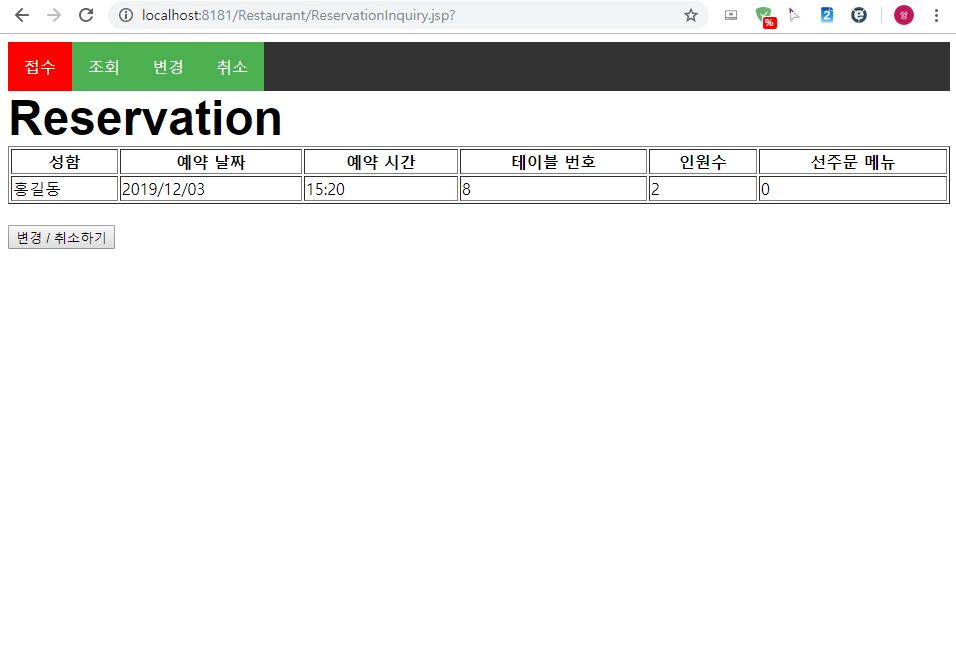 localhost:8181/Restaurant/ReservationInquiry.jsp?
% 2 e 앙
접수 조회 변경 취소
Reservation
성함 예약 날짜 예약 시간 테이블 번호 인원수 선주문 메뉴
홍길동 2019/12/03 15:20 8 2 0
변경 / 취소하기